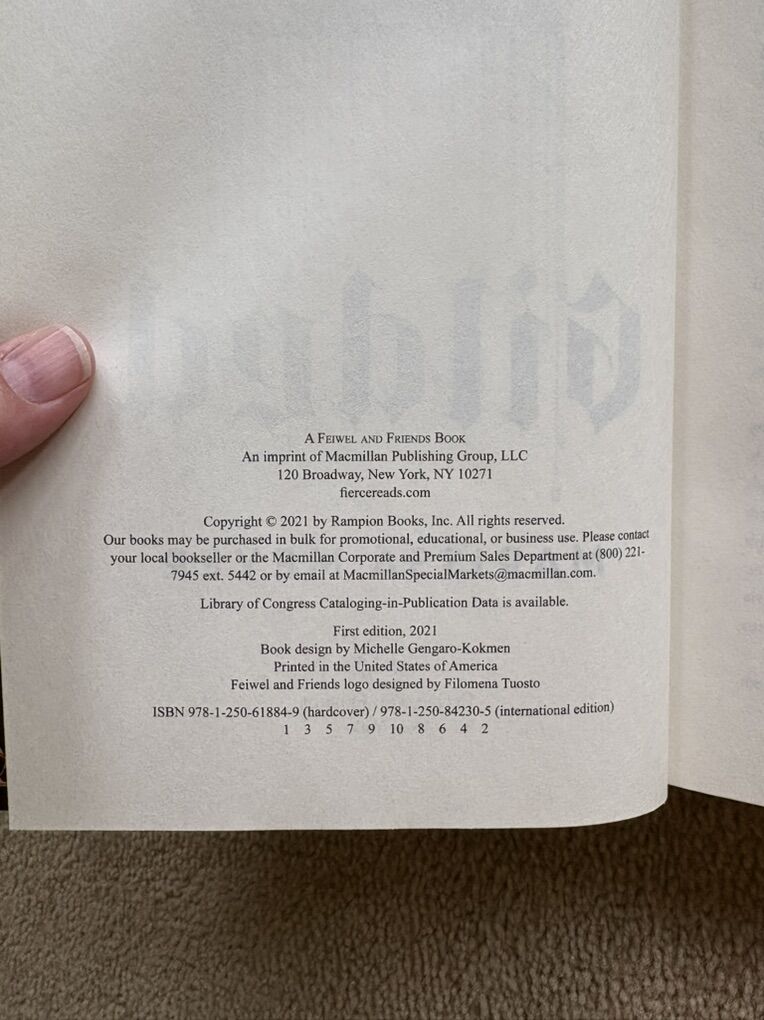 Gilded
A FEIWEL AND FRIENDS BOOK
An imprint of Macmillan Publishing Group, LLC
120 Broadway, New York, NY 10271
fiercereads.com
Copyright © 2021 by Rampion Books, Inc. All rights reserved.
Our books may be purchased in bulk for promotional, educational, or business use. Please contact
your local bookseller or the Macmillan Corporate and Premium Sales Department at (800) 221-
7945 ext. 5442 or by email at MacmillanSpecialMarkets@macmillan.com.
Library of Congress Cataloging-in-Publication Data is available.
First edition, 2021
Book design by Michelle Gengaro-Kokmen
Printed in the United States of America
Feiwel and Friends logo designed by Filomena Tuosto
ISBN 978-1-250-61884-9 (hardcover) / 978-1-250-84230-5 (international edition)
1 3 5 7 9 10 8 6 4 2